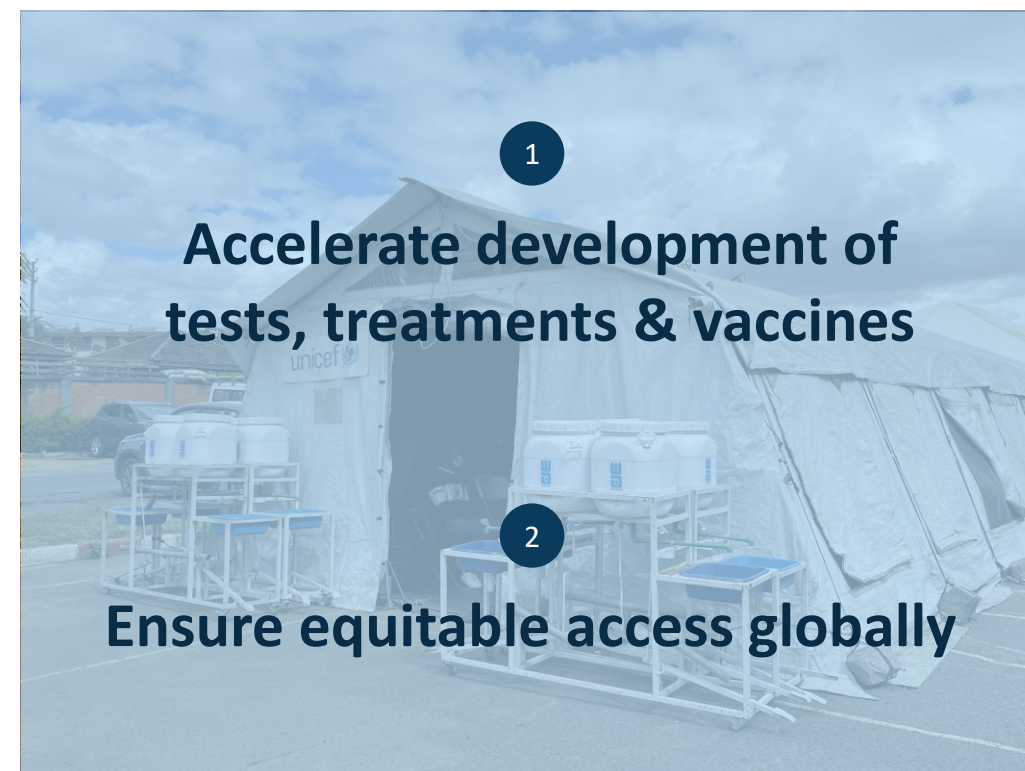 1
Accelerate development of
tests, treatments & vaccines
unicef
2
Ensure equitable access globally